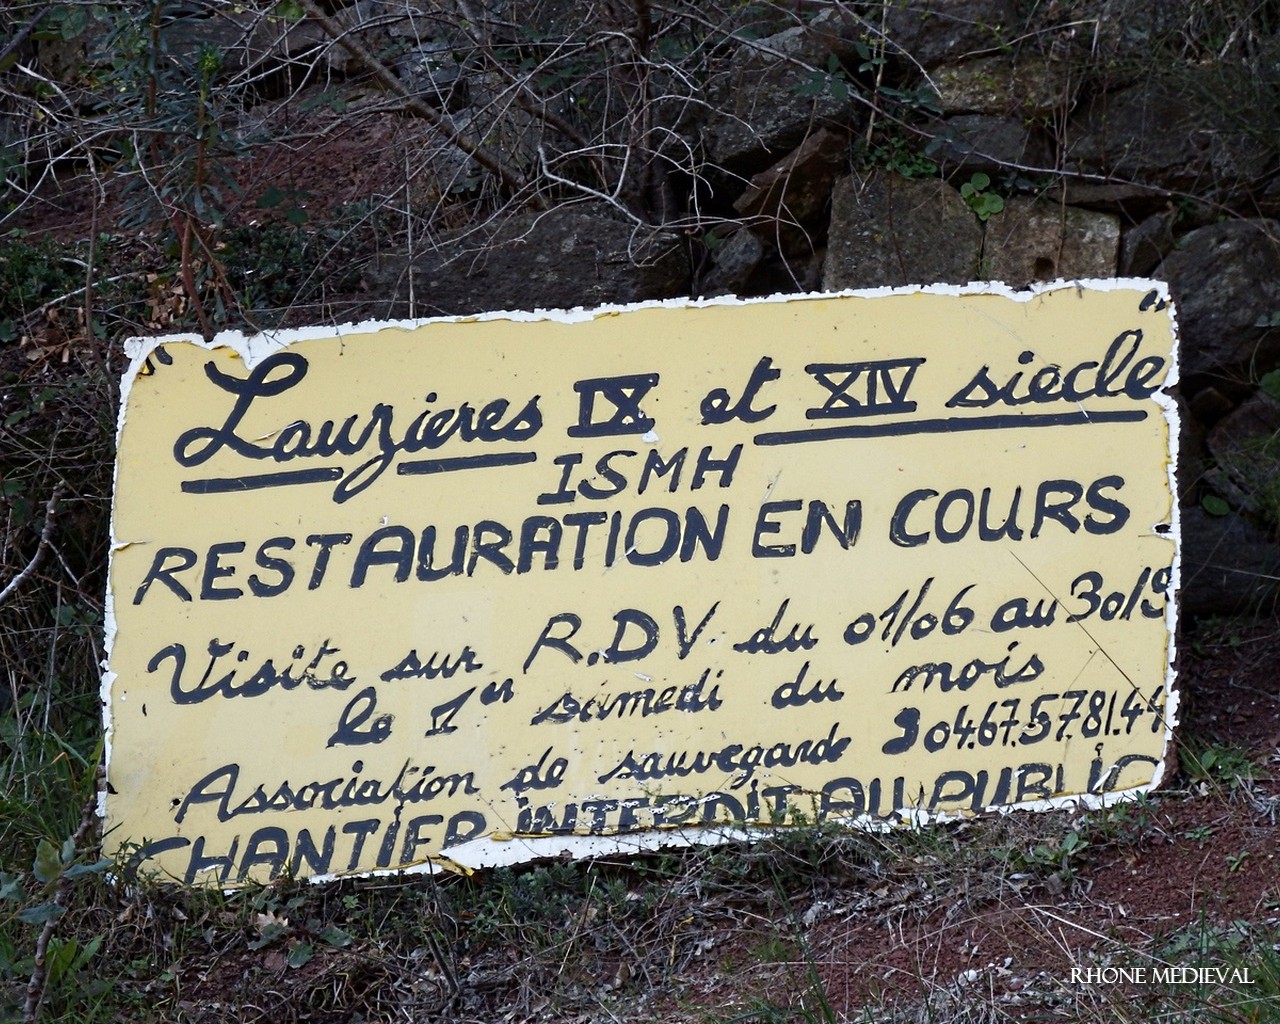 "Lauzieres IX et XIV siecle"
ISMH
RESTAURATION EN COURS
Visite sur R.D V. du 01/06 au 30/9
le 1er samedi du mois
Association de sauvegarde 04.67.57.81.44
CHANTIER INTERDIT AU PUBLIC
RHONE MEDIEVAL